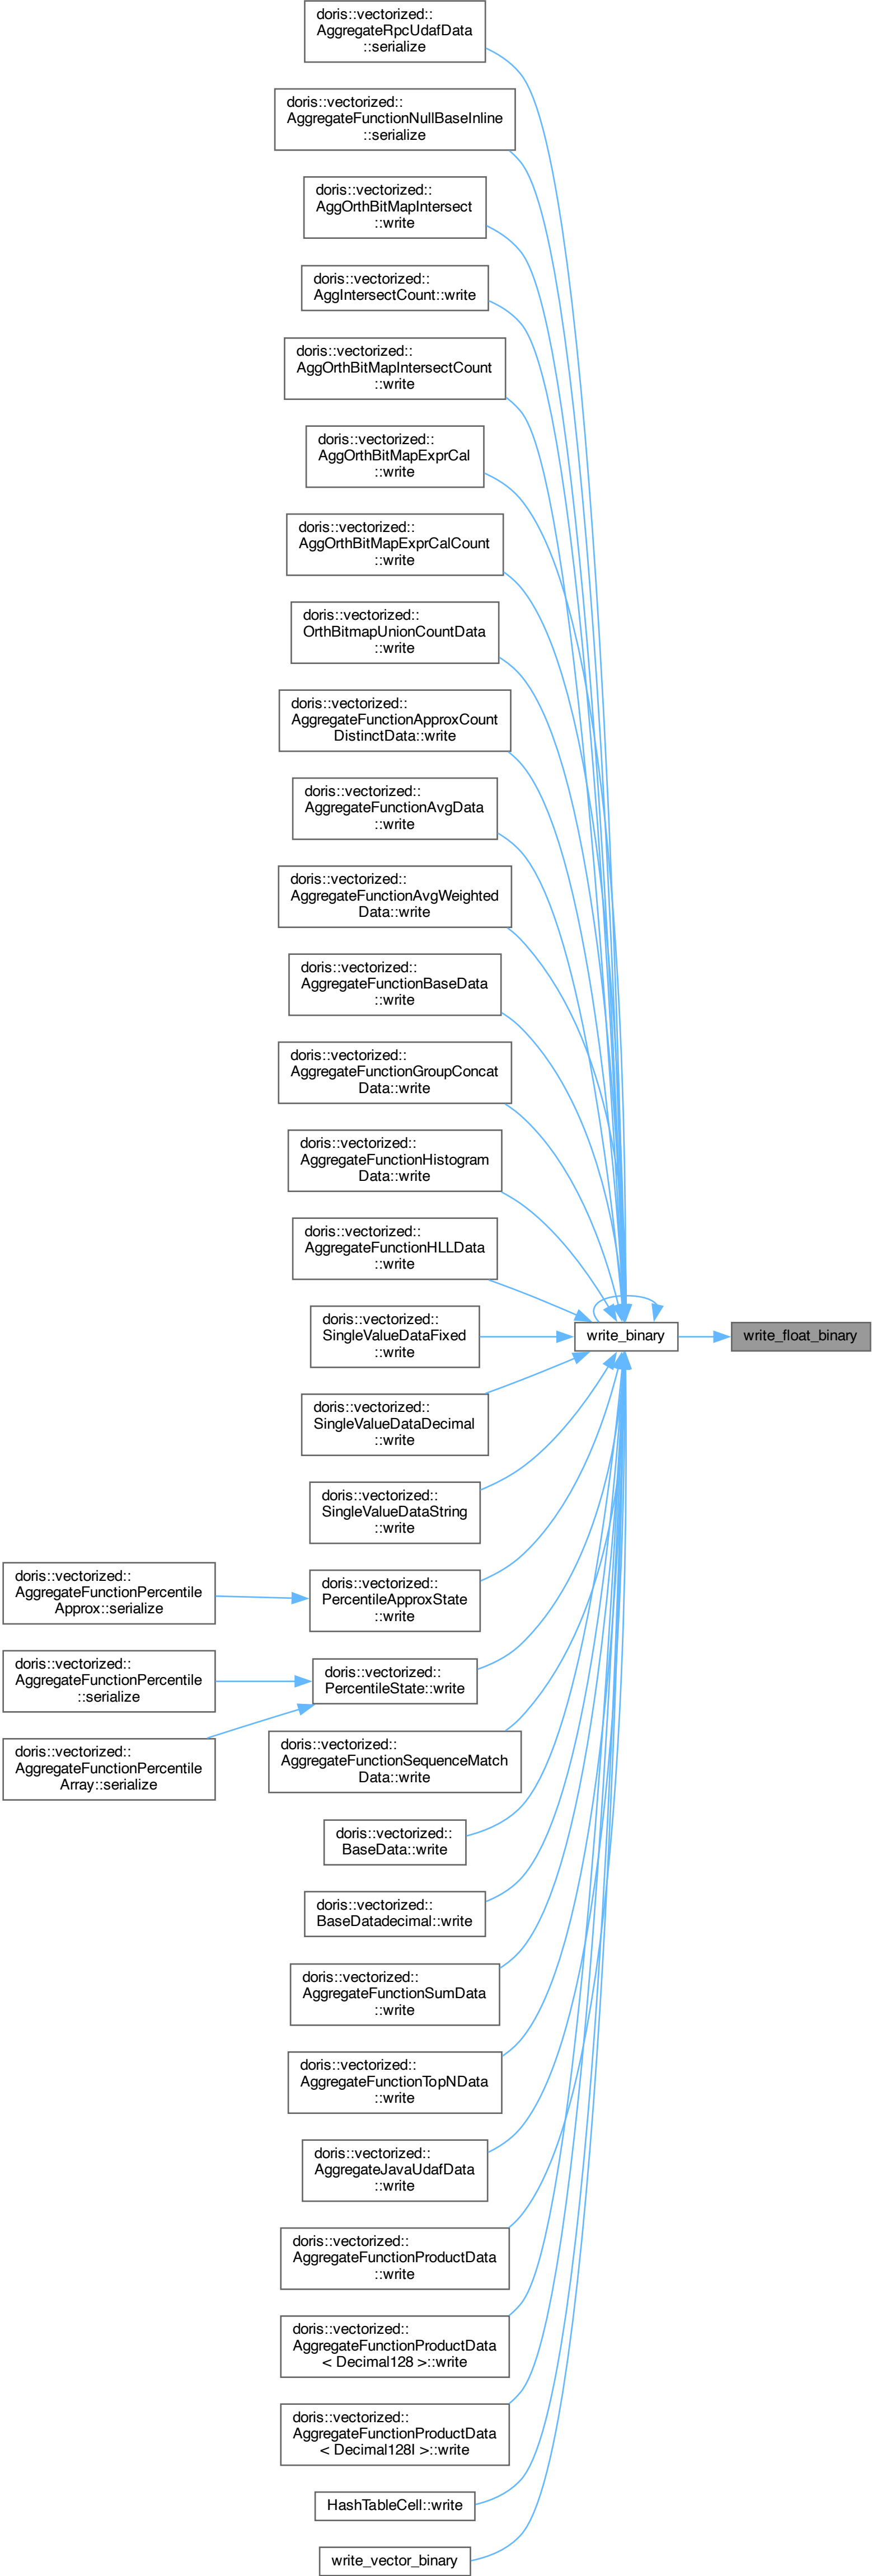 doris::vectorized::
AggregateRpcUdafData
::serialize
doris::vectorized::
AggregateFunctionNullBaseInline
::serialize
doris::vectorized::
AggOrthBitMapIntersect
::write
doris::vectorized::
AggIntersectCount::write
doris::vectorized::
AggOrthBitMapIntersectCount
::write
doris::vectorized::
AggOrthBitMapExprCal
::write
doris::vectorized::
AggOrthBitMapExprCalCount
::write
doris::vectorized::
OrthBitmapUnionCountData
::write
doris::vectorized::
AggregateFunctionApproxCount
DistinctData::write
doris::vectorized::
AggregateFunctionAvgData
::write
doris::vectorized::
AggregateFunctionAvgWeighted
Data::write
doris::vectorized::
AggregateFunctionBaseData
::write
doris::vectorized::
AggregateFunctionGroupConcat
Data::write
doris::vectorized::
AggregateFunctionHistogram
Data::write
doris::vectorized::
AggregateFunctionHLLData
::write
doris::vectorized::
SingleValueDataFixed
::write
write_binary
write_float_binary
doris::vectorized::
SingleValueDataDecimal
::write
doris::vectorized::
SingleValueDataString
::write
doris::vectorized::
AggregateFunctionPercentile
Approx::serialize
doris::vectorized::
PercentileApproxState
::write
doris::vectorized::
AggregateFunctionPercentile
::serialize
doris::vectorized::
PercentileState::write
doris::vectorized::
AggregateFunctionPercentile
Array::serialize
doris::vectorized::
AggregateFunctionSequenceMatch
Data::write
doris::vectorized::
BaseData::write
doris::vectorized::
BaseDatadecimal::write
doris::vectorized::
AggregateFunctionSumData
::write
doris::vectorized::
AggregateFunctionTopNData
::write
doris::vectorized::
AggregateJavaUdafData
::write
doris::vectorized::
AggregateFunctionProductData
::write
doris::vectorized::
AggregateFunctionProductData
< Decimal128 >::write
doris::vectorized::
AggregateFunctionProductData
< Decimal128I >::write
HashTableCell::write
write_vector_binary